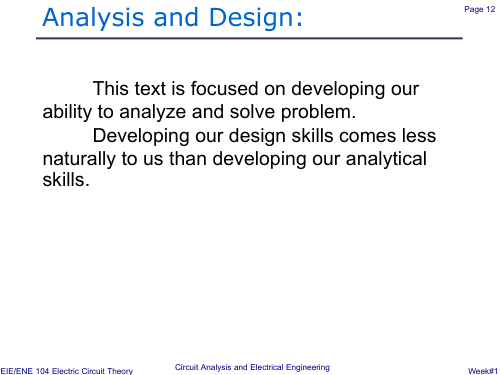 Analysis and Design:
Page 12
This text is focused on developing our
ability to analyze and solve problem.
Developing our design skills comes less
naturally to us than developing our analytical
skills.
EIE/ENE 104 Electric Circuit Theory
Circuit Analysis and Electrical Engineering
Week#1